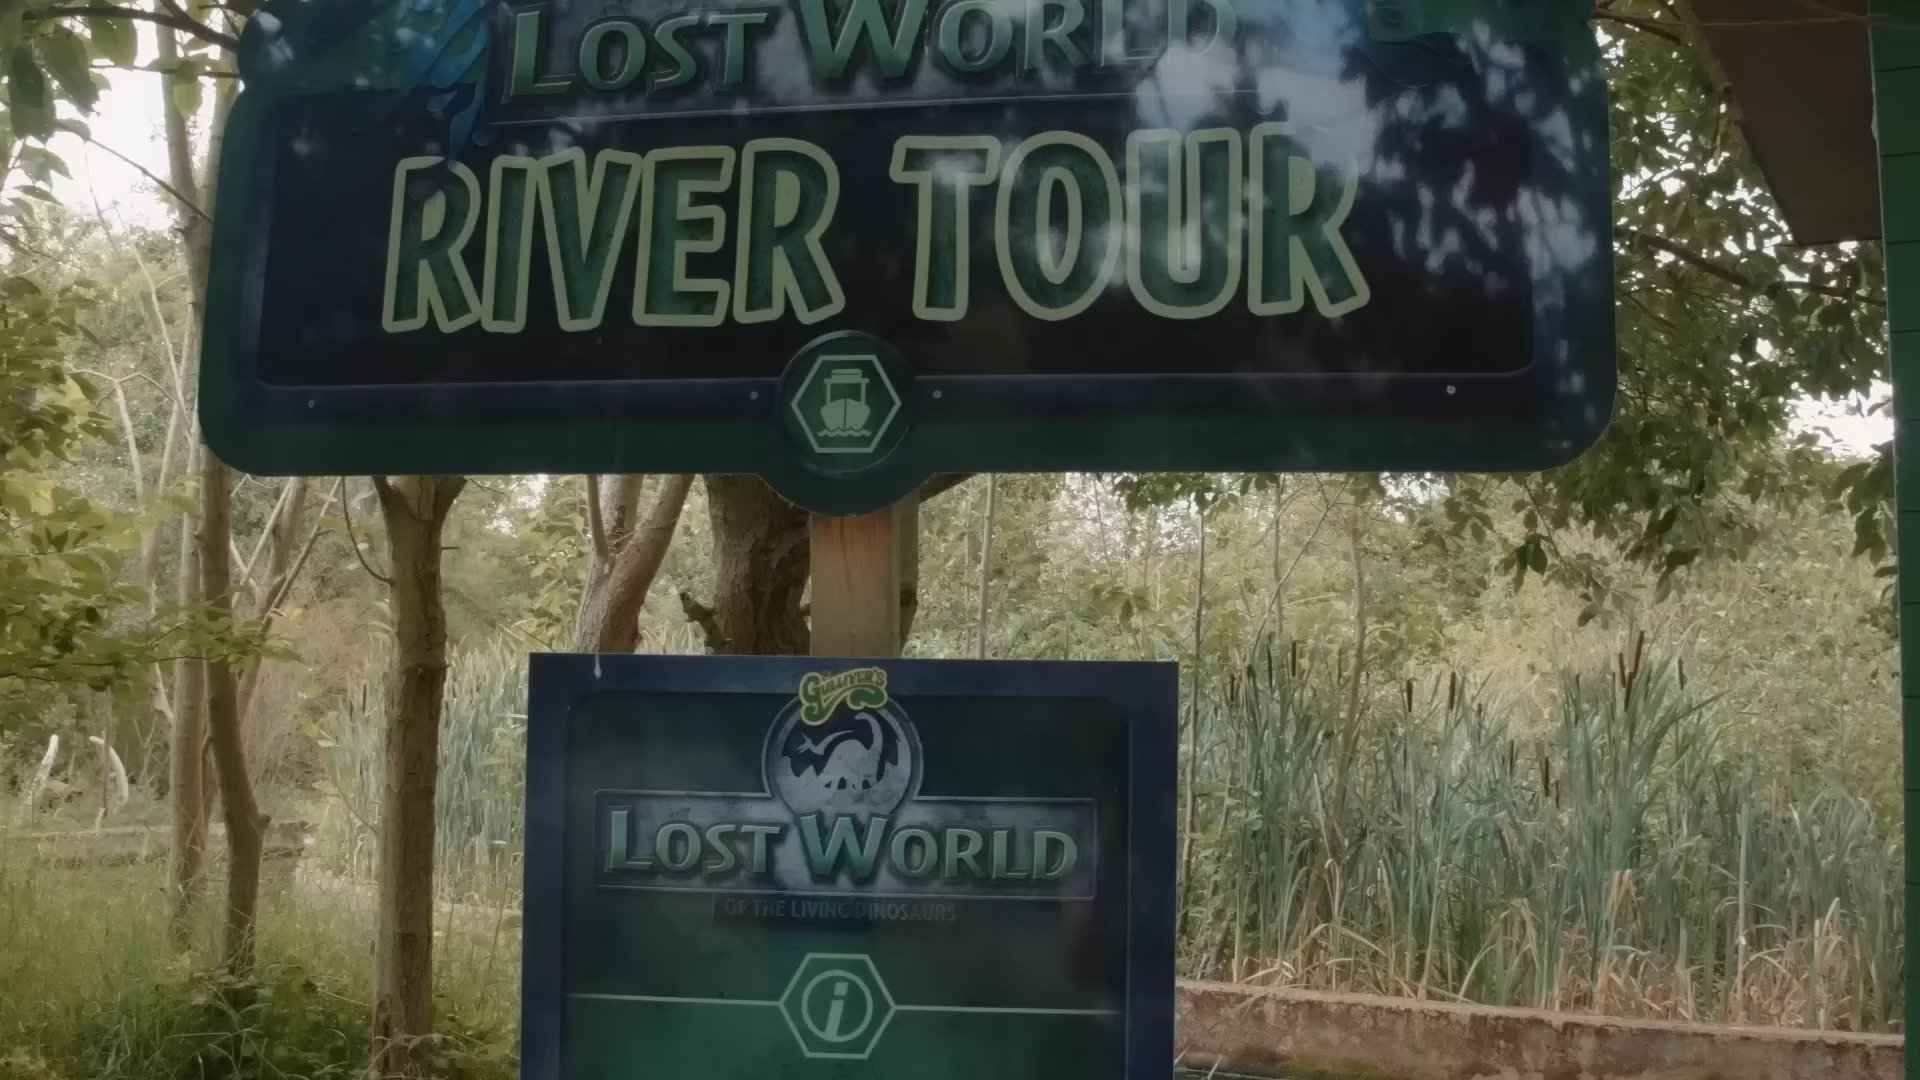 LOST WORLD
RIVER TOUR
GULLIVER'S
LOST WORLD
OF THE LIVING DINOSAURS
i